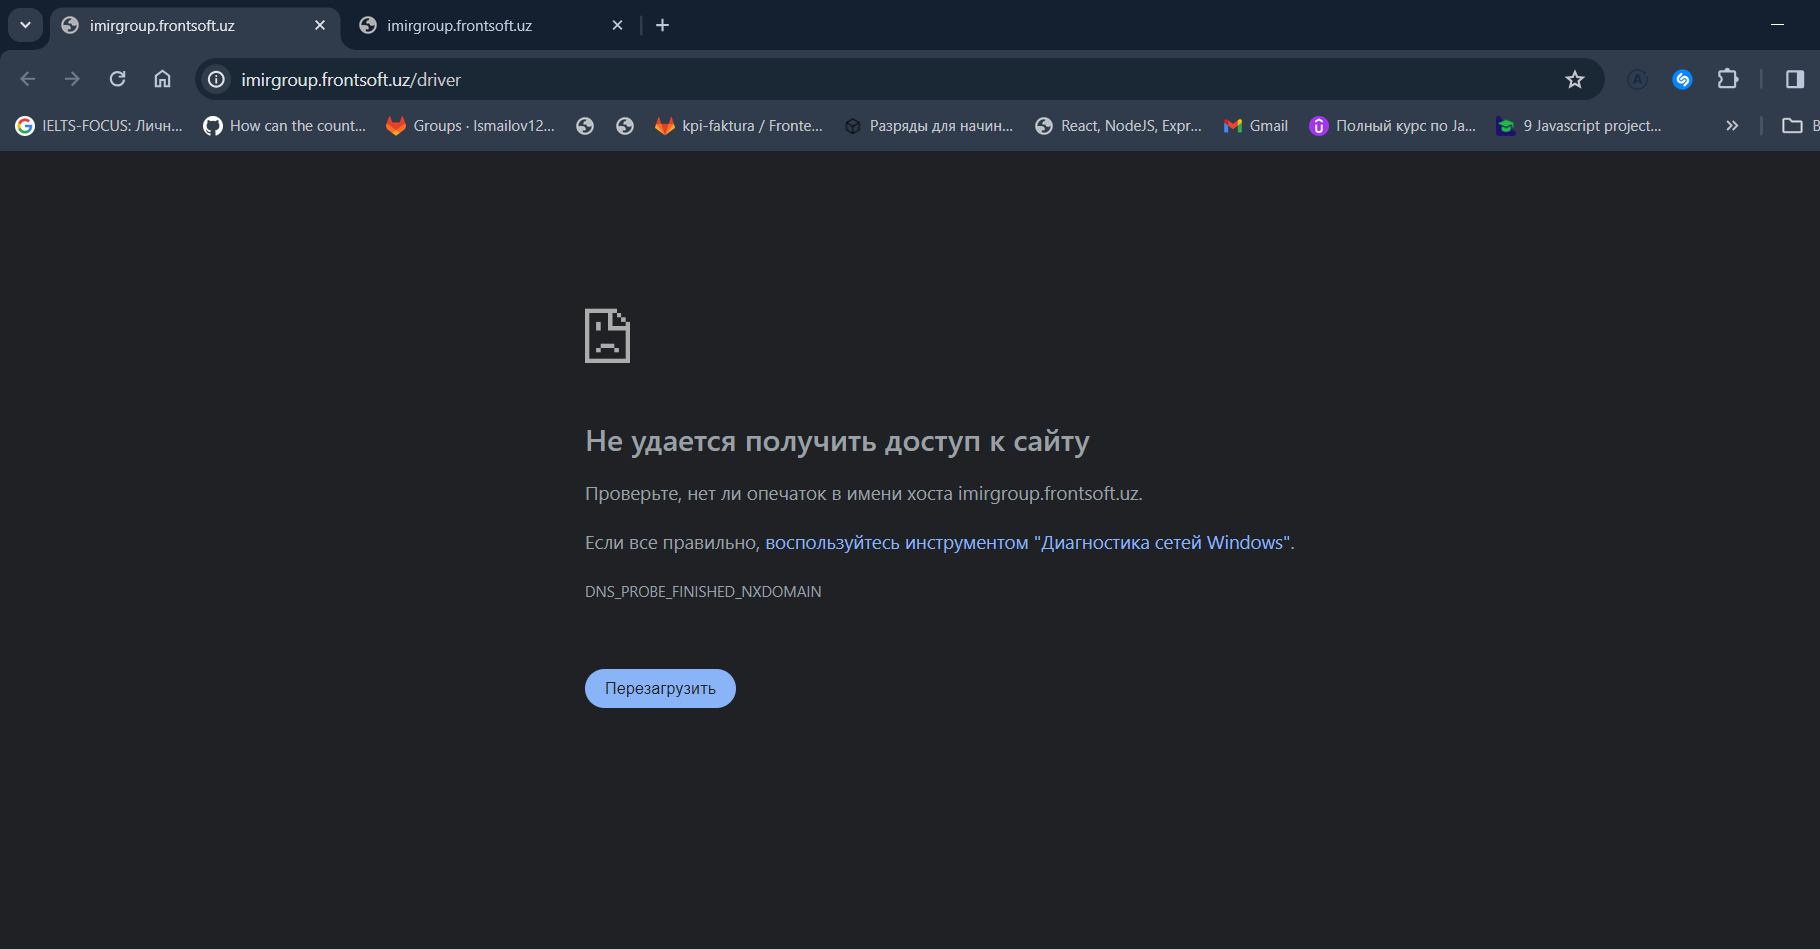 imirgroup.frontsoft.uz
imirgroup.frontsoft.uz
imirgroup.frontsoft.uz/driver
IELTS-FOCUS: Личн...
How can the count...
Groups · Ismailov12...
kpi-faktura / Fronte...
Разряды для начин...
React, NodeJS, Expr...
Gmail
Полный курс по Ja...
9 Javascript project...
Не удается получить доступ к сайту
Проверьте, нет ли опечаток в имени хоста imirgroup.frontsoft.uz.
Если все правильно, воспользуйтесь инструментом "Диагностика сетей Windows".
DNS_PROBE_FINISHED_NXDOMAIN
Перезагрузить